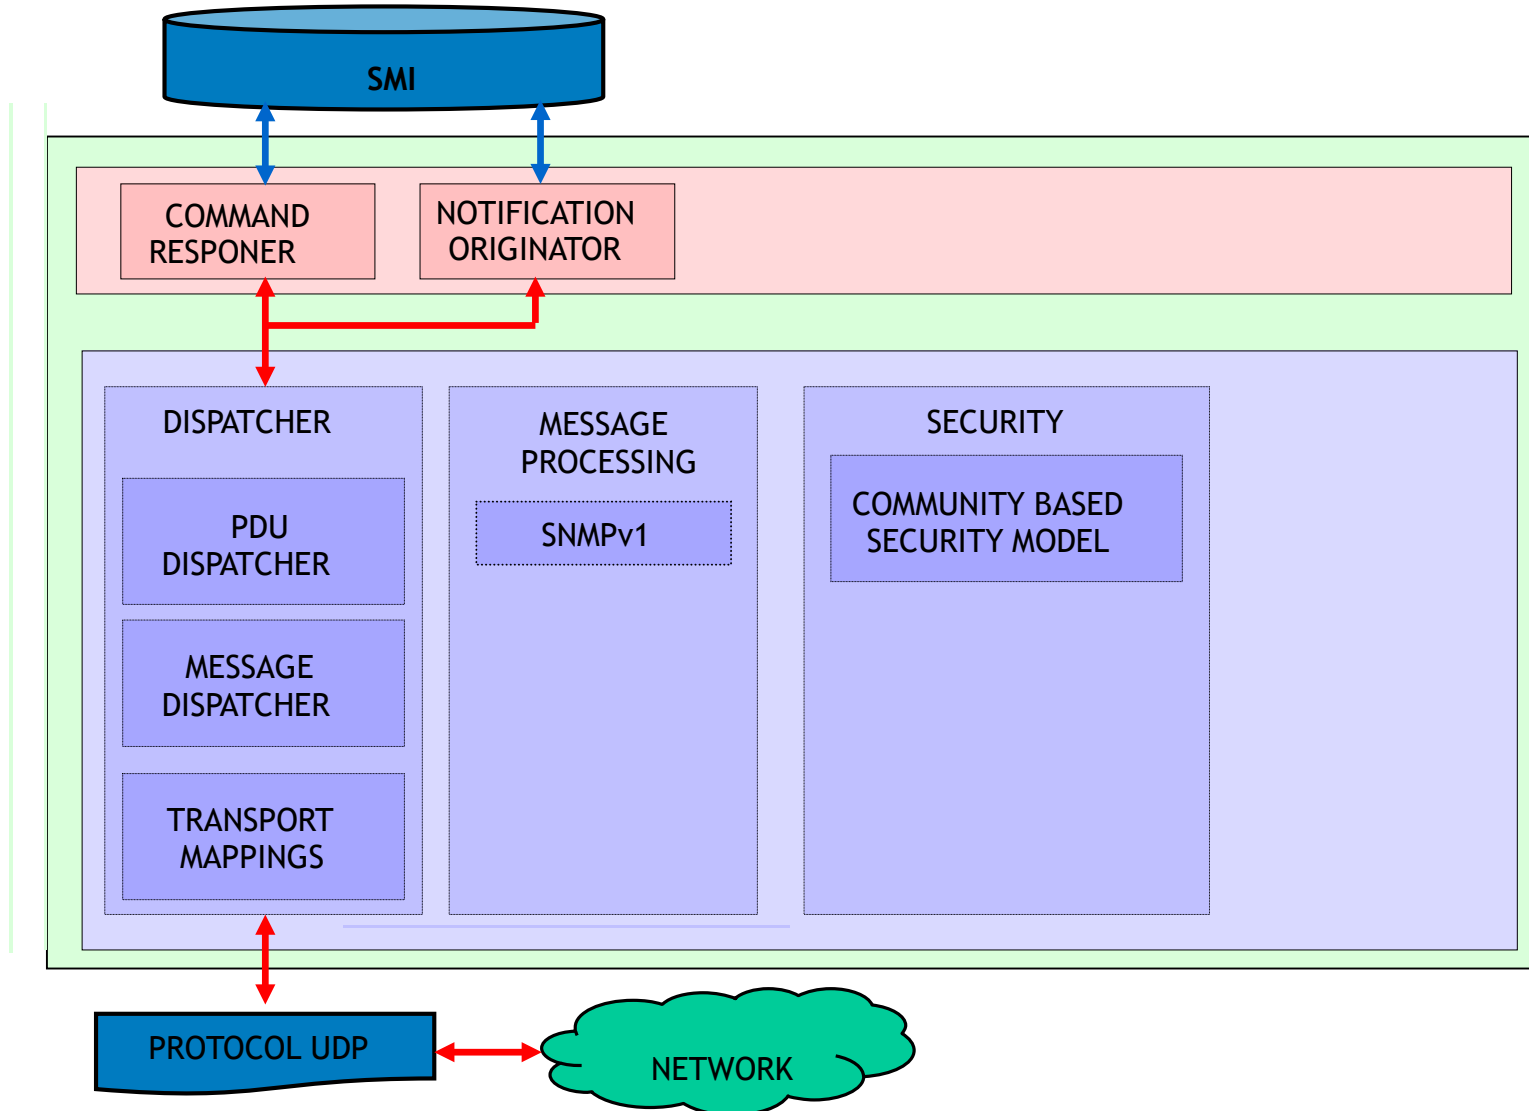 SMI
COMMAND
RESPONER
NOTIFICATION
ORIGINATOR
DISPATCHER
PDU
DISPATCHER
MESSAGE
DISPATCHER
TRANSPORT
MAPPINGS
MESSAGE
PROCESSING
SNMPv1
SECURITY
COMMUNITY BASED
SECURITY MODEL
PROTOCOL UDP
NETWORK